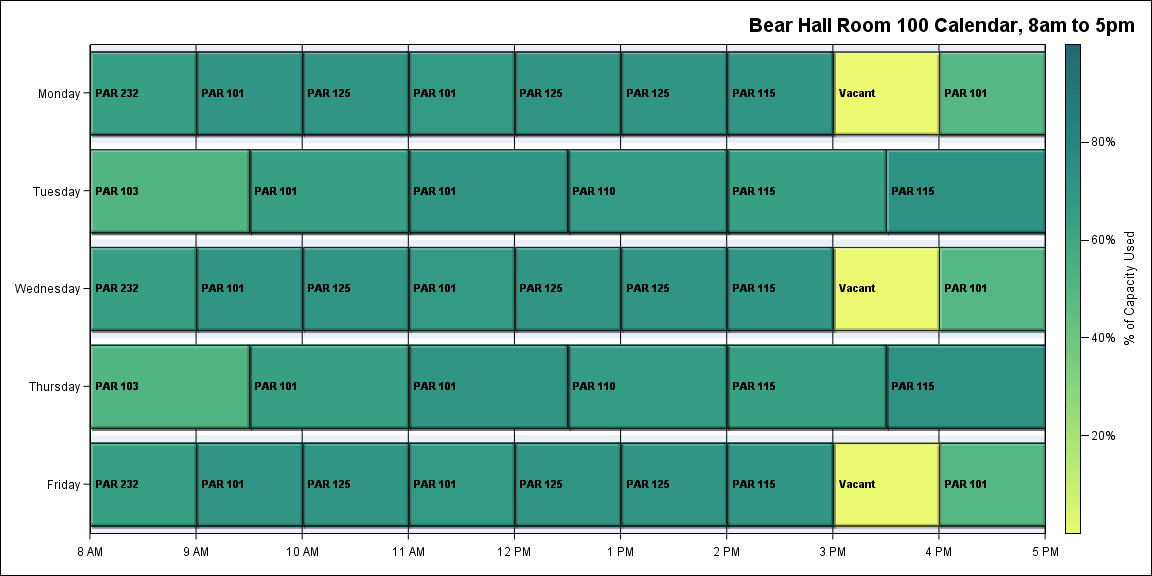 Bear Hall Room 100 Calendar, 8am to 5pm
Monday
PAR 232 PAR 101 PAR 125 PAR 101 PAR 125 PAR 125 PAR 115 Vacant PAR 101
Tuesday
PAR 103 PAR 101 PAR 101 PAR 110 PAR 115 PAR 115
Wednesday
PAR 232 PAR 101 PAR 125 PAR 101 PAR 125 PAR 125 PAR 115 Vacant PAR 101
Thursday
PAR 103 PAR 101 PAR 101 PAR 110 PAR 115 PAR 115
Friday
PAR 232 PAR 101 PAR 125 PAR 101 PAR 125 PAR 125 PAR 115 Vacant PAR 101
8 AM 9 AM 10 AM 11 AM 12 PM 1 PM 2 PM 3 PM 4 PM 5 PM
80%
60%
40%
20%
% of Capacity Used